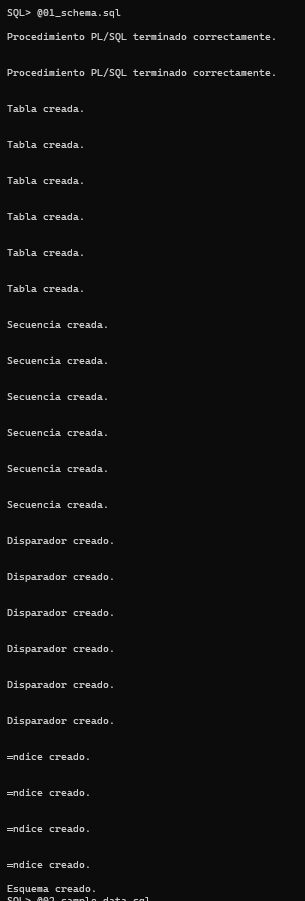 SQL> @01_schema.sql
Procedimiento PL/SQL terminado correctamente.
Procedimiento PL/SQL terminado correctamente.
Tabla creada.
Tabla creada.
Tabla creada.
Tabla creada.
Tabla creada.
Tabla creada.
Secuencia creada.
Secuencia creada.
Secuencia creada.
Secuencia creada.
Secuencia creada.
Secuencia creada.
Disparador creado.
Disparador creado.
Disparador creado.
Disparador creado.
Disparador creado.
Disparador creado.
═ndice creado.
═ndice creado.
═ndice creado.
═ndice creado.
Esquema creado.
SQL> @02_sample_data.sql